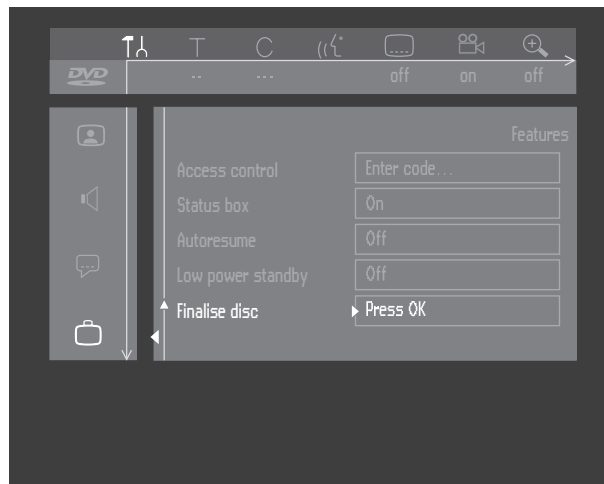 T C
DVD -- --- off on off
Features
Access control Enter code...
Status box On
Autoresume Off
Low power standby Off
Finalise disc Press OK